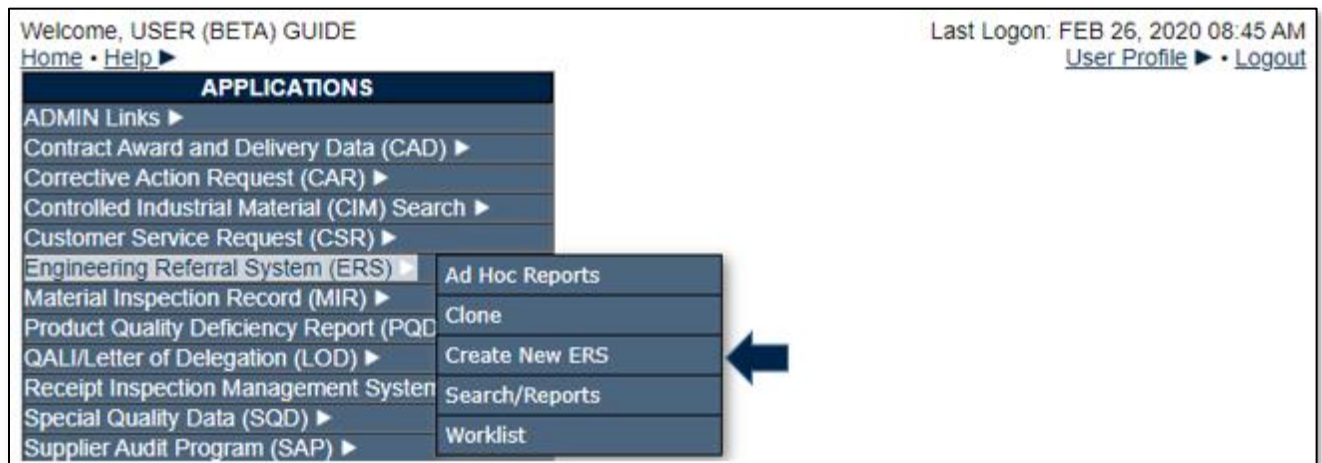 Welcome, USER (BETA) GUIDE
Last Logon: FEB 26, 2020 08:45 AM
Home • Help ►
User Profile ► • Logout
APPLICATIONS
ADMIN Links ►
Contract Award and Delivery Data (CAD) ►
Corrective Action Request (CAR) ►
Controlled Industrial Material (CIM) Search ►
Customer Service Request (CSR) ►
Engineering Referral System (ERS) ►
Material Inspection Record (MIR) ►
Product Quality Deficiency Report (PQD
QALI/Letter of Delegation (LOD) ►
Receipt Inspection Management System
Special Quality Data (SQD) ►
Supplier Audit Program (SAP) ►
Ad Hoc Reports
Clone
Create New ERS
Search/Reports
Worklist